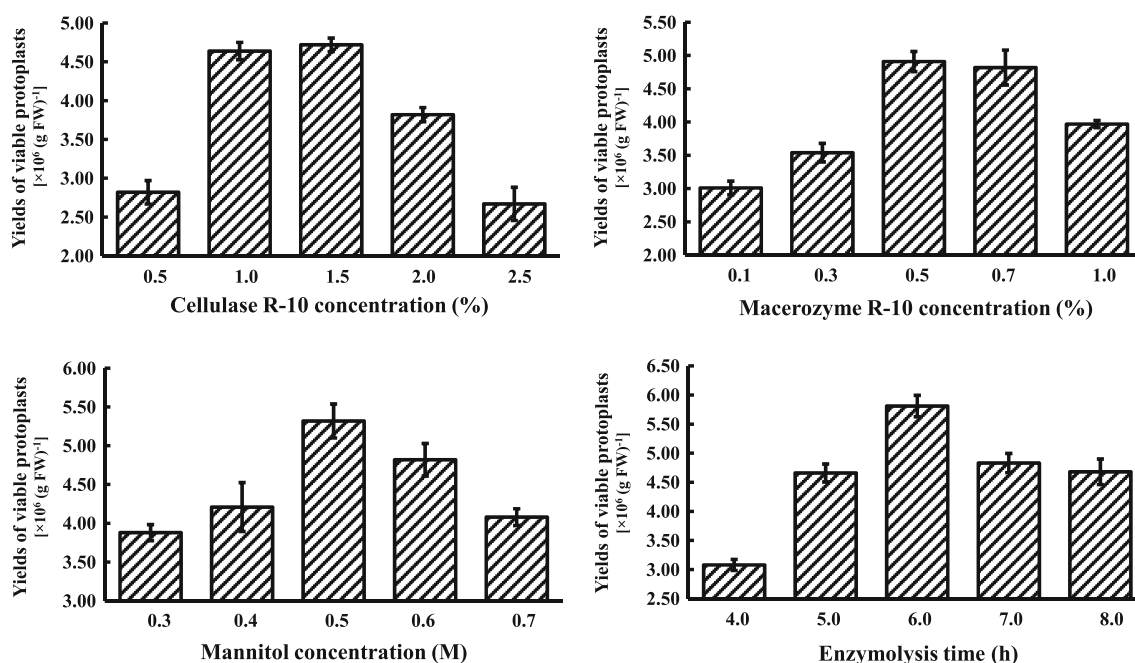 Yields of viable protoplasts
[×10⁶ (g FW)⁻¹]
5.00
4.50
4.00
3.50
3.00
2.50
2.00
0.5 1.0 1.5 2.0 2.5
Cellulase R-10 concentration (%)
Yields of viable protoplasts
[×10⁶ (g FW)⁻¹]
5.50
5.00
4.50
4.00
3.50
3.00
2.50
2.00
0.1 0.3 0.5 0.7 1.0
Macerozyme R-10 concentration (%)
Yields of viable protoplasts
[×10⁶ (g FW)⁻¹]
6.00
5.50
5.00
4.50
4.00
3.50
3.00
0.3 0.4 0.5 0.6 0.7
Mannitol concentration (M)
Yields of viable protoplasts
[×10⁶ (g FW)⁻¹]
6.50
6.00
5.50
5.00
4.50
4.00
3.50
3.00
2.50
4.0 5.0 6.0 7.0 8.0
Enzymolysis time (h)